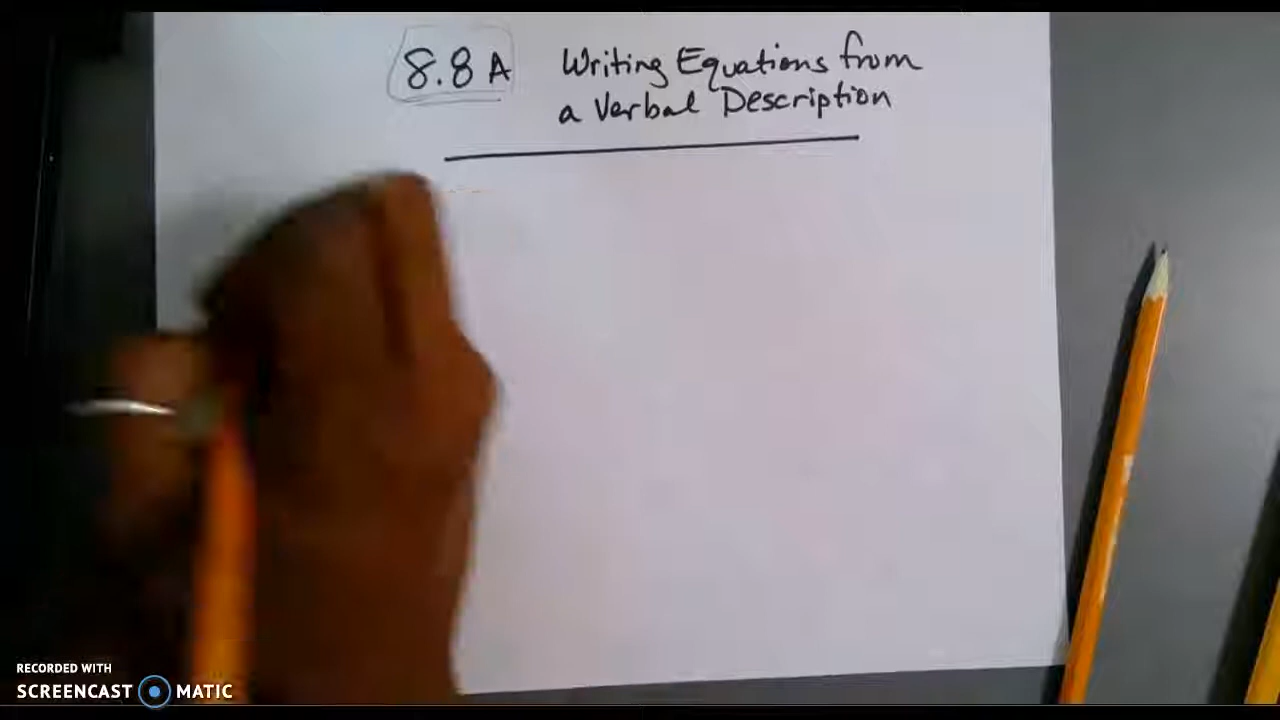 8.8 A
Writing Equations from
a Verbal Description
RECORDED WITH
SCREENCAST MATIC